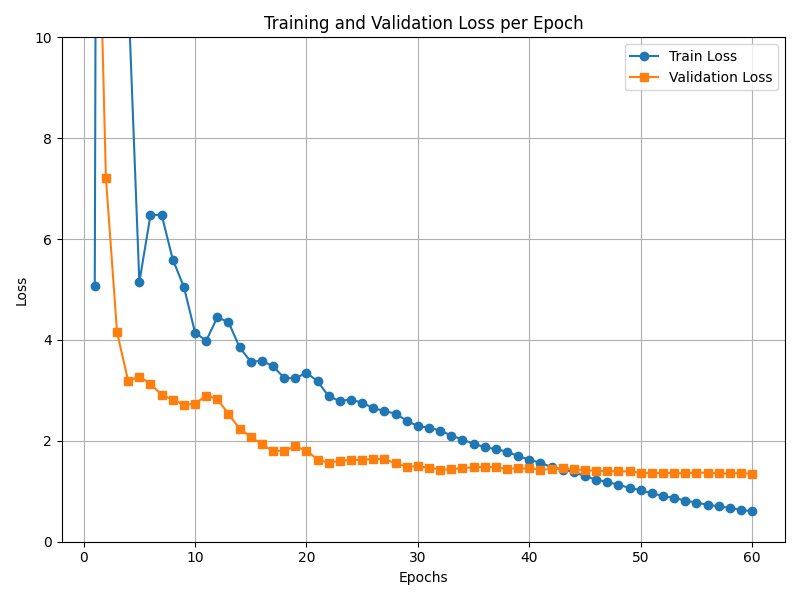 Training and Validation Loss per Epoch
Train Loss
Validation Loss
Loss
10
8
6
4
2
0
0 10 20 30 40 50 60
Epochs